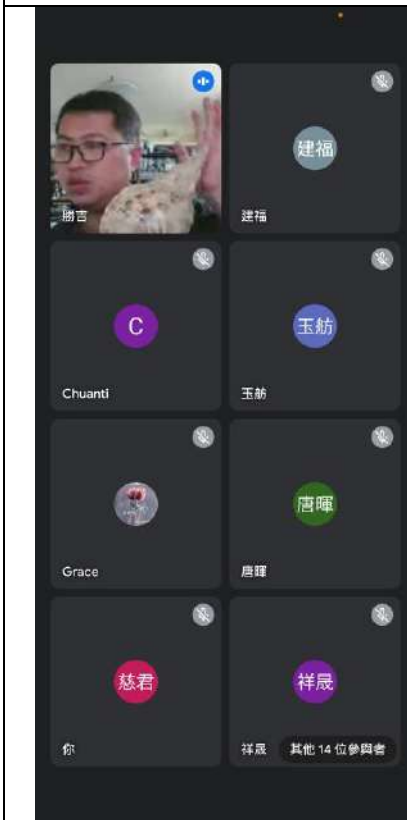 勝吉
建福
建福
C
Chuanti
玉舫
玉舫
Grace
唐暉
唐暉
慈君
你
祥晟
祥晟
其他 14 位參與者